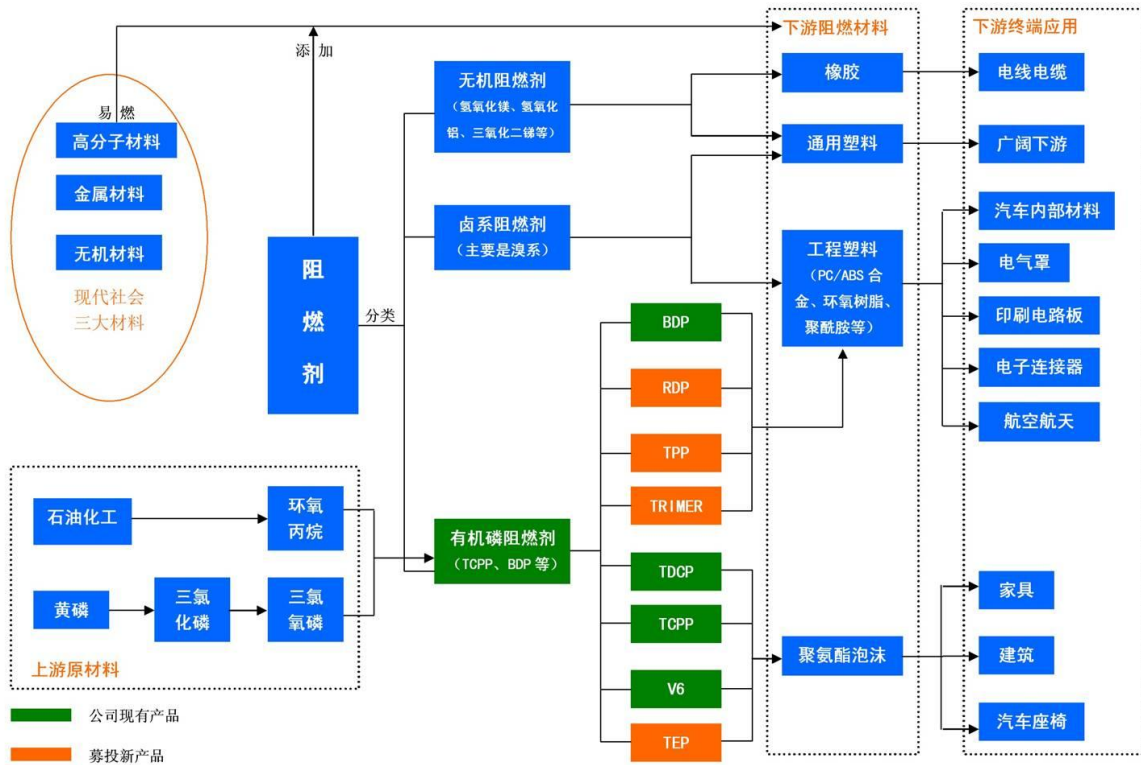 易 燃
高分子材料
金属材料
无机材料
现代社会
三大材料
添 加
阻
燃
剂
分类
无机阻燃剂
(氢氧化镁、氢氧化
铝、三氧化二锑等)
卤系阻燃剂
(主要是溴系)
有机磷阻燃剂
(TCPP、BDP 等)
石油化工
环氧
丙烷
黄磷
三氯
化磷
三氯
氧磷
上游原材料
公司现有产品
募投新产品
BDP
RDP
TPP
TRIMER
TDCP
TCPP
V6
TEP
下游阻燃材料
橡胶
通用塑料
工程塑料
(PC/ABS 合
金、环氧树脂、
聚酰胺等)
聚氨酯泡沫
下游终端应用
电线电缆
广阔下游
汽车内部材料
电气罩
印刷电路板
电子连接器
航空航天
家具
建筑
汽车座椅